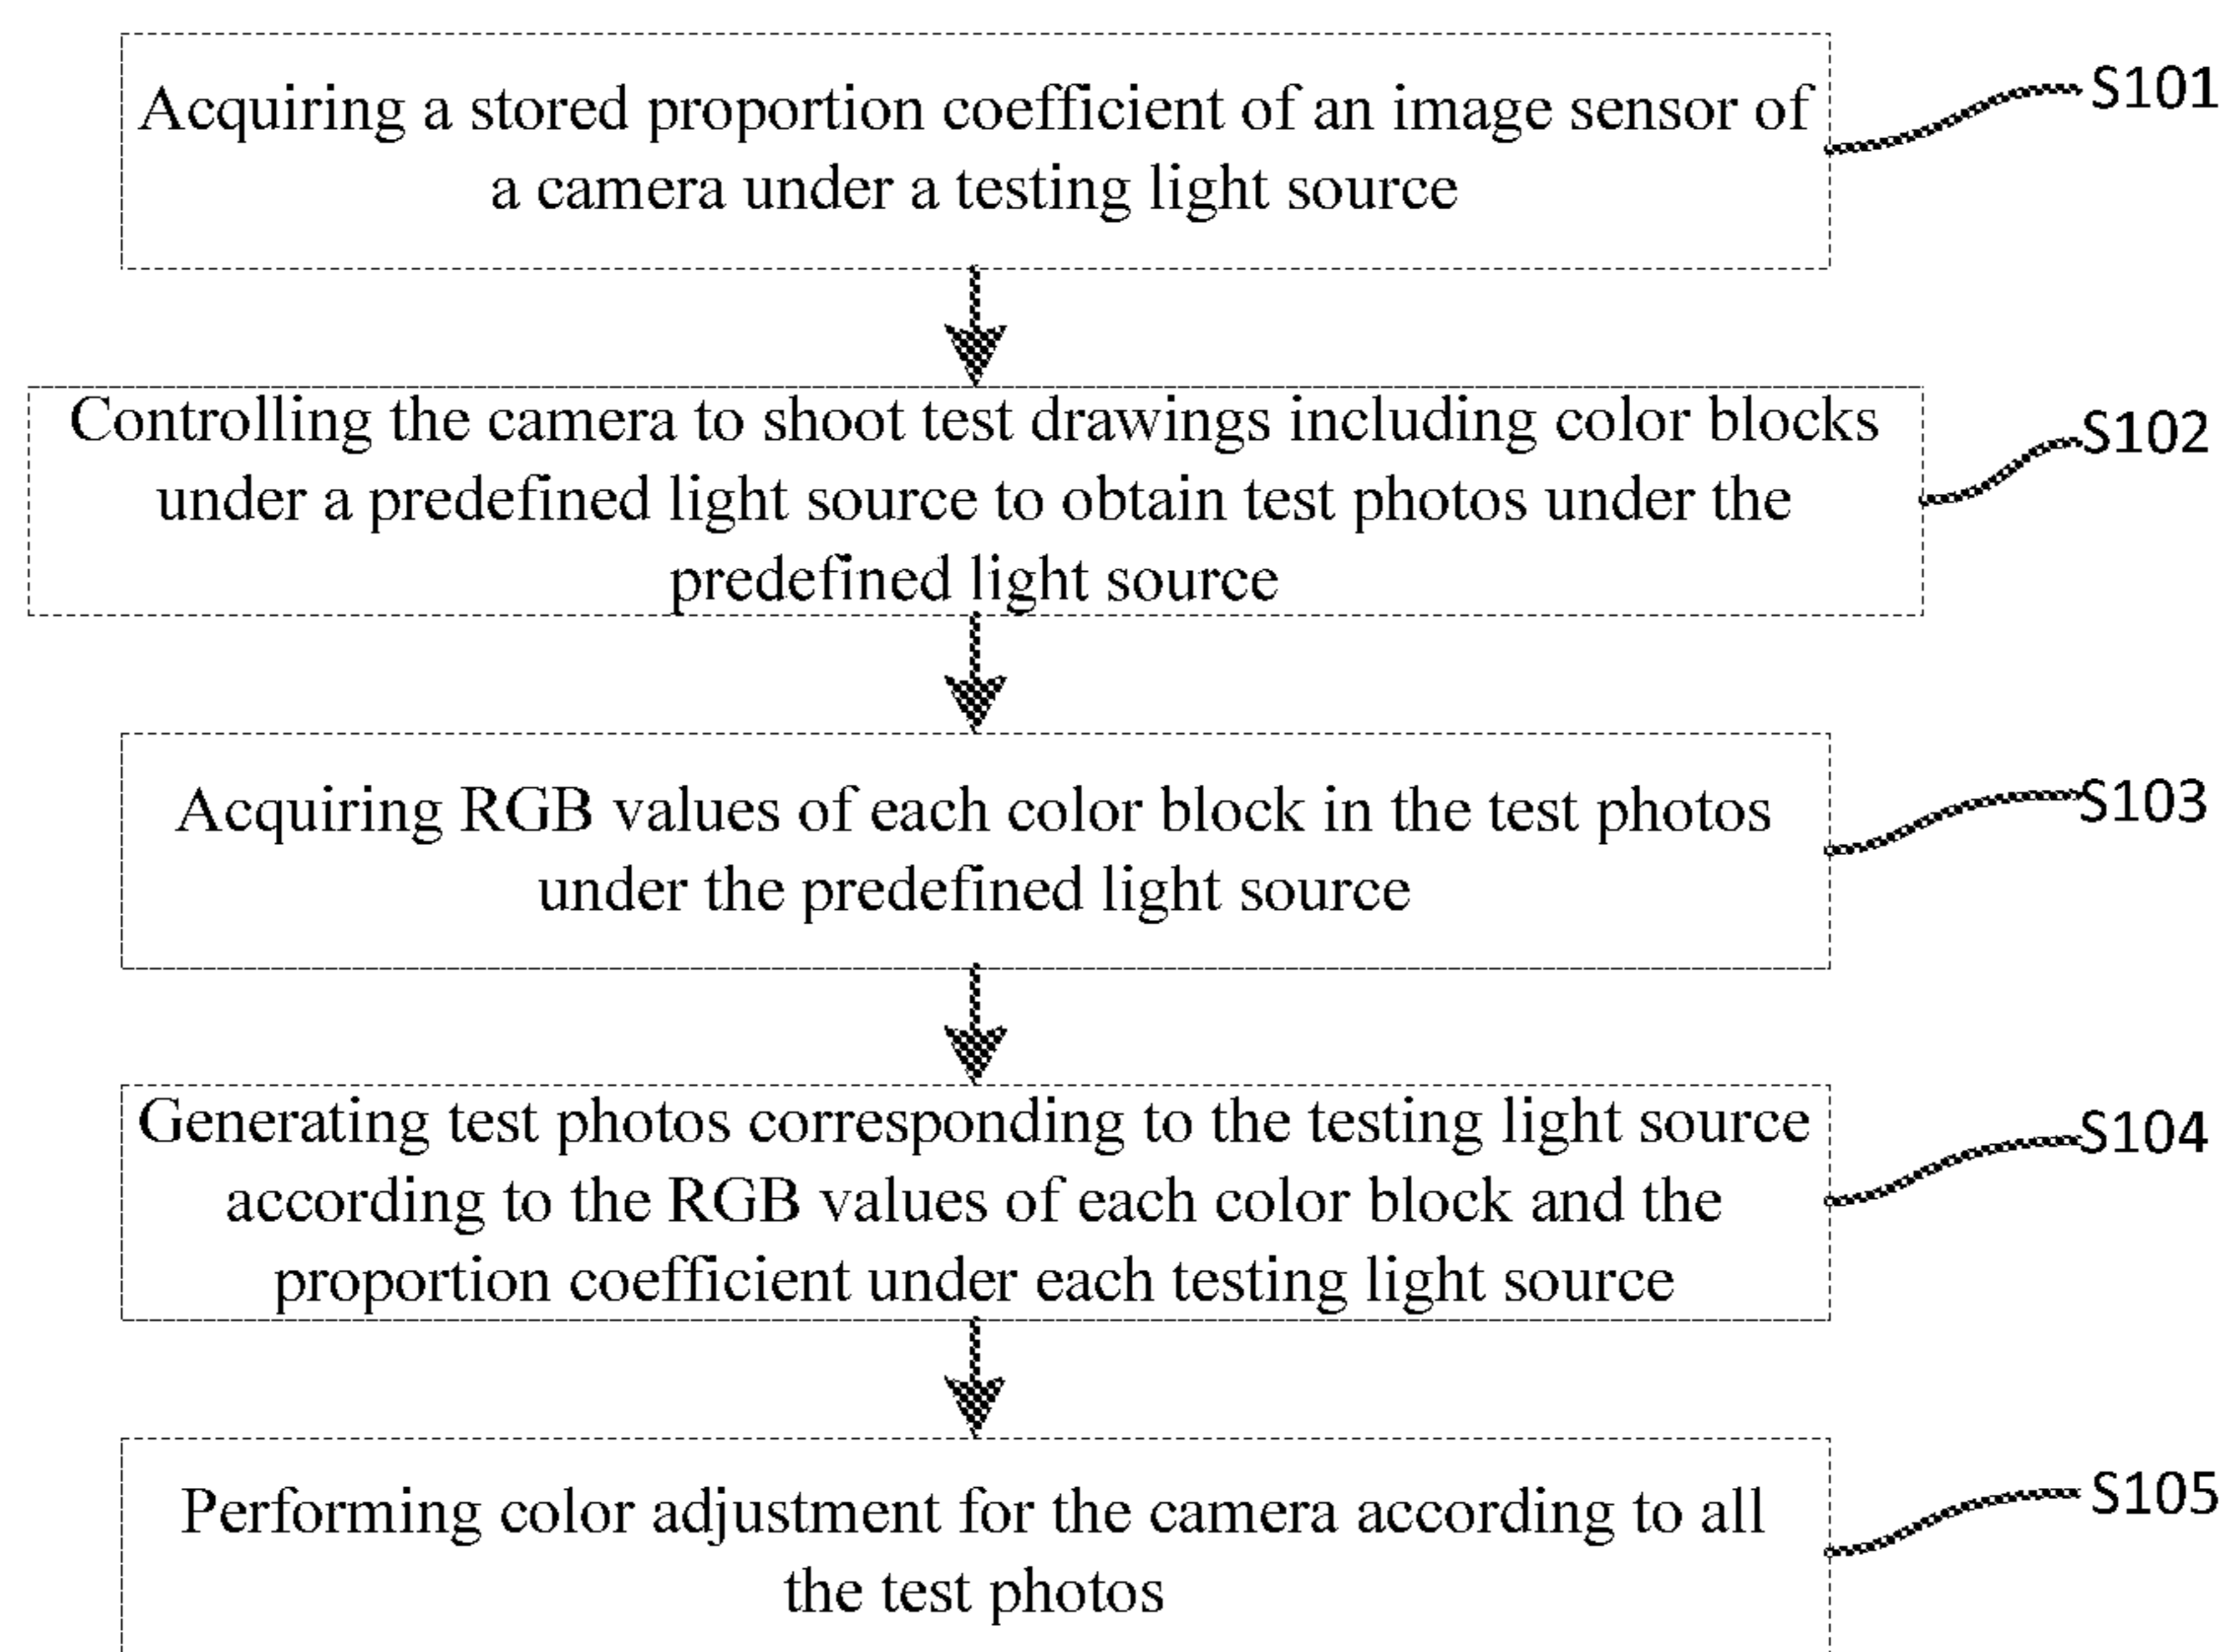 Acquiring a stored proportion coefficient of an image sensor of
a camera under a testing light source
S101
Controlling the camera to shoot test drawings including color blocks
under a predefined light source to obtain test photos under the
predefined light source
S102
Acquiring RGB values of each color block in the test photos
under the predefined light source
S103
Generating test photos corresponding to the testing light source
according to the RGB values of each color block and the
proportion coefficient under each testing light source
S104
Performing color adjustment for the camera according to all
the test photos
S105